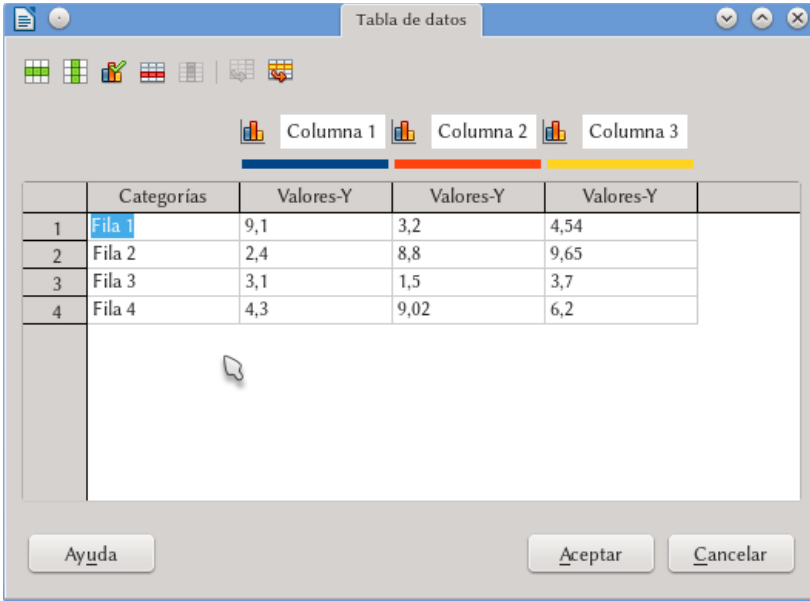 Tabla de datos
Columna 1 Columna 2 Columna 3
Categorías Valores-Y Valores-Y Valores-Y
1 Fila 1 9,1 3,2 4,54
2 Fila 2 2,4 8,8 9,65
3 Fila 3 3,1 1,5 3,7
4 Fila 4 4,3 9,02 6,2
Ayuda Aceptar Cancelar